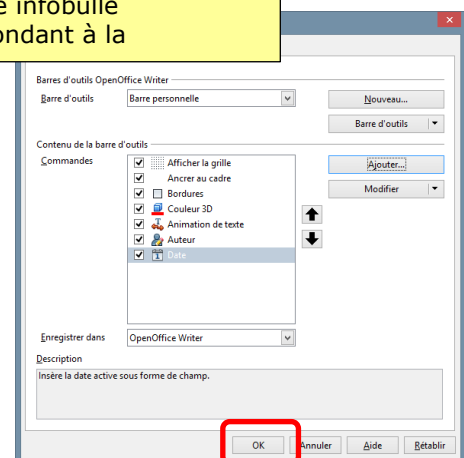 e infobulle
ondant à la
Barres d'outils OpenOffice Writer
Barre d'outils
Barre personnelle
Nouveau...
Barre d'outils
Contenu de la barre d'outils
Commandes
Afficher la grille
Ajouter...
Ancrer au cadre
Modifier
Bordures
Couleur 3D
Animation de texte
Auteur
Date
Enregistrer dans
OpenOffice Writer
Description
Insère la date active sous forme de champ.
OK
Annuler
Aide
Rétablir